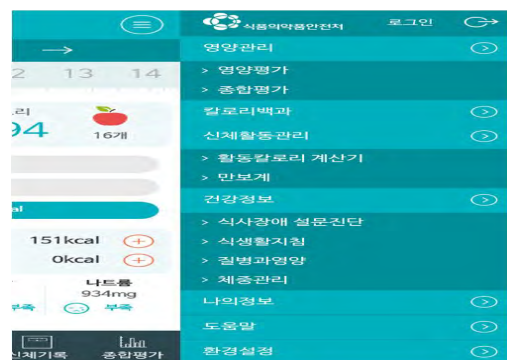 식품의약품안전처 로그인
영양관리
> 영양평가
> 종합평가
칼로리백과
신체활동관리
> 활동칼로리 계산기
> 만보계
건강정보
> 식사장애 설문진단
> 식생활지침
> 질병과영양
> 체중관리
나의정보
도움말
환경설정
2 13 14
리
94
16개
al
151kcal
0kcal
나트륨
934mg
부족 부족
신체기록 종합평가